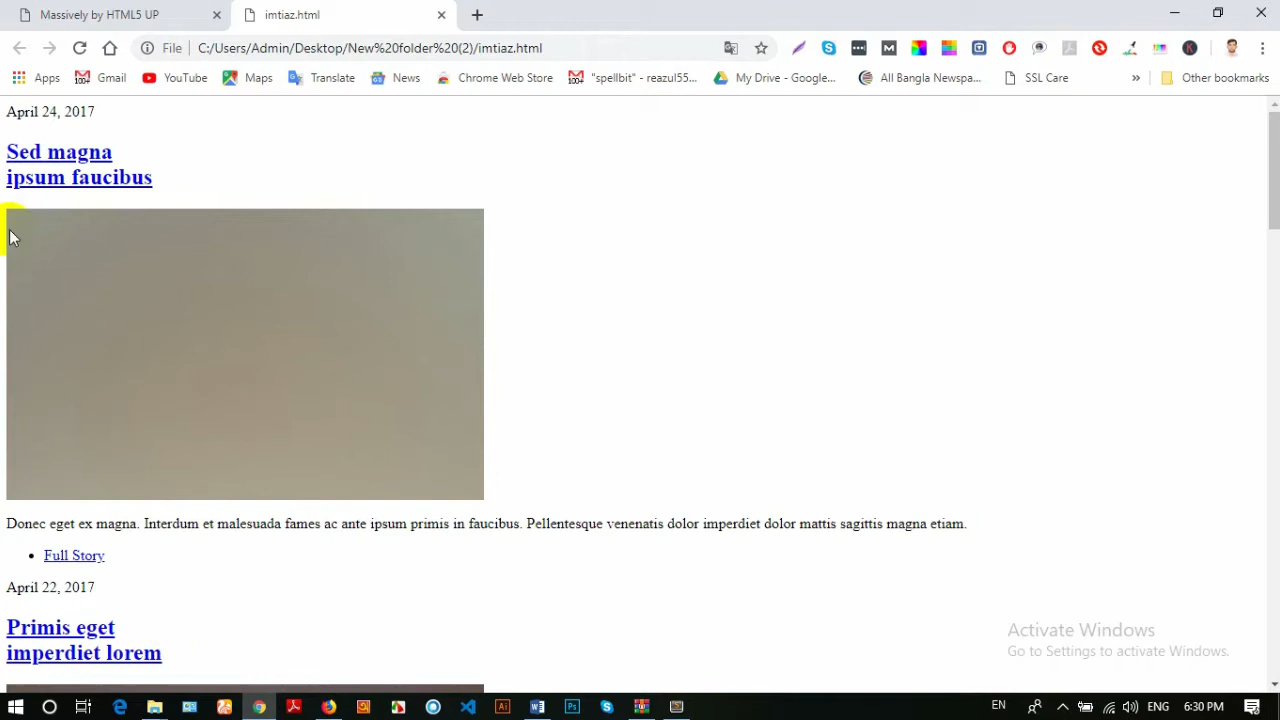 Massively by HTML5 UP
imtiaz.html
File
C:/Users/Admin/Desktop/New%20folder%20(2)/imtiaz.html
Apps
Gmail
YouTube
Maps
Translate
News
Chrome Web Store
"spellbit" - reazul55...
My Drive - Google...
All Bangla Newspa...
SSL Care
»
Other bookmarks
April 24, 2017
Sed magna
ipsum faucibus
Donec eget ex magna. Interdum et malesuada fames ac ante ipsum primis in faucibus. Pellentesque venenatis dolor imperdiet dolor mattis sagittis magna etiam.
Full Story
April 22, 2017
Primis eget
imperdiet lorem
Activate Windows
Go to Settings to activate Windows.
EN
ENG
6:30 PM